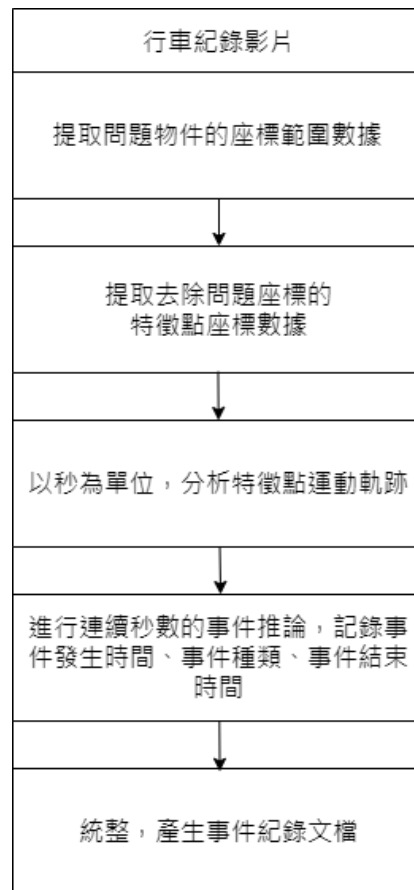 行車紀錄影片
提取問題物件的座標範圍數據
提取去除問題座標的
特徵點座標數據
以秒為單位，分析特徵點運動軌跡
進行連續秒數的事件推論，記錄事
件發生時間、事件種類、事件結束
時間
統整，產生事件紀錄文檔